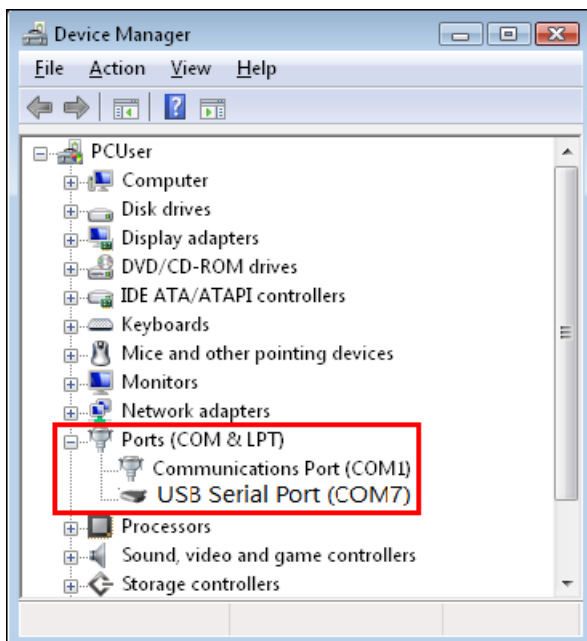 Device Manager
File Action View Help
PCUser
Computer
Disk drives
Display adapters
DVD/CD-ROM drives
IDE ATA/ATAPI controllers
Keyboards
Mice and other pointing devices
Monitors
Network adapters
Ports (COM & LPT)
Communications Port (COM1)
USB Serial Port (COM7)
Processors
Sound, video and game controllers
Storage controllers